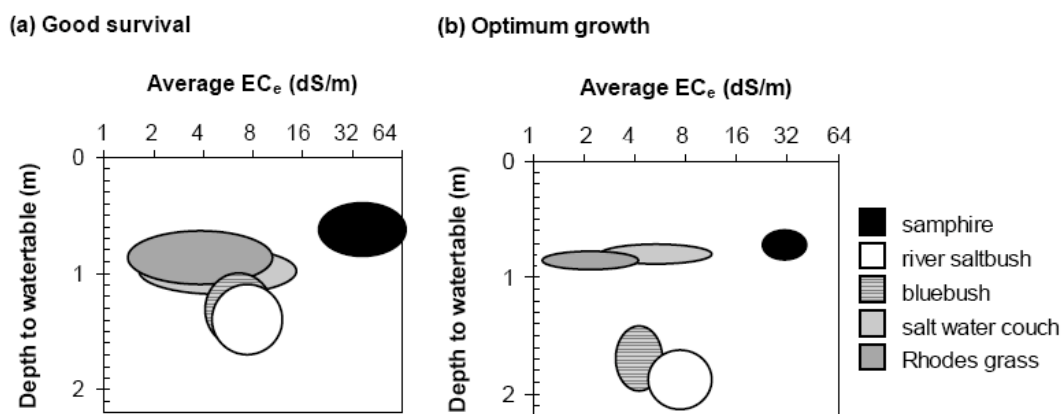 (a) Good survival
Average ECe (dS/m)
1 2 4 8 16 32 64
Depth to watertable (m)
0
1
2
(b) Optimum growth
Average ECe (dS/m)
1 2 4 8 16 32 64
Depth to watertable (m)
0
1
2
samphire
river saltbush
bluebush
salt water couch
Rhodes grass